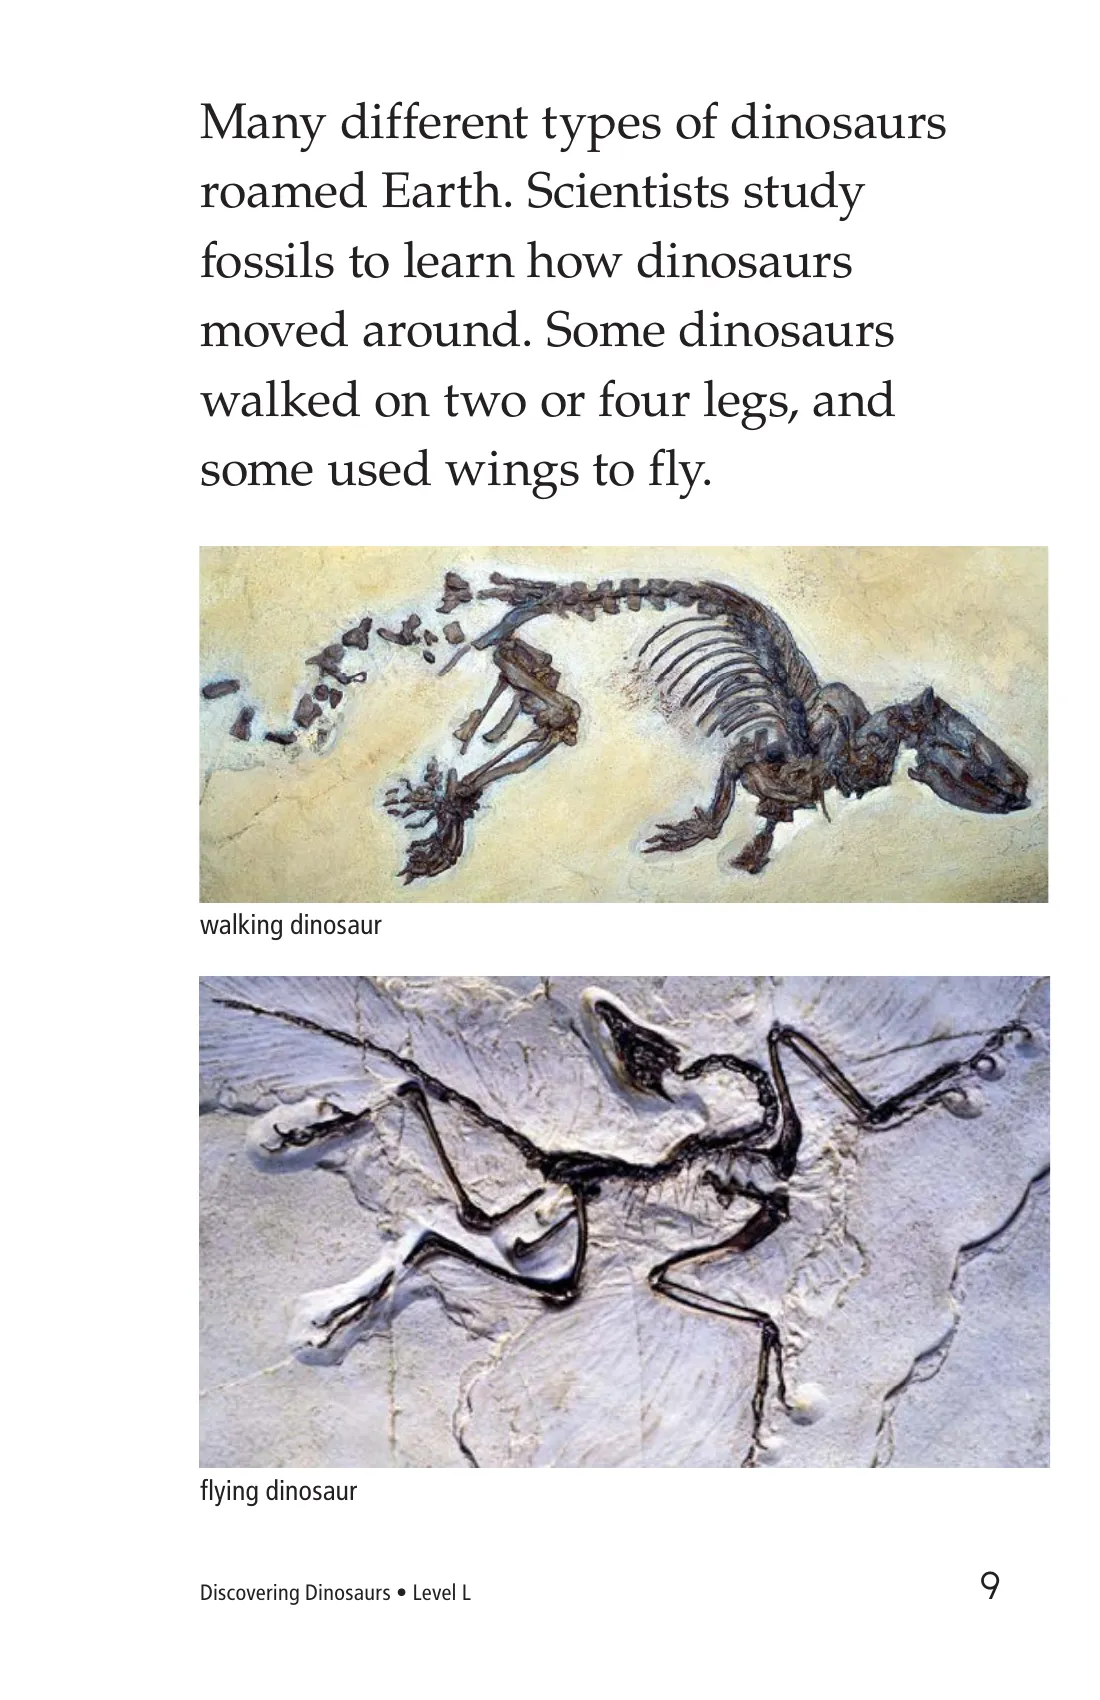 Many different types of dinosaurs
roamed Earth. Scientists study
fossils to learn how dinosaurs
moved around. Some dinosaurs
walked on two or four legs, and
some used wings to fly.
walking dinosaur
flying dinosaur
Discovering Dinosaurs • Level L
9